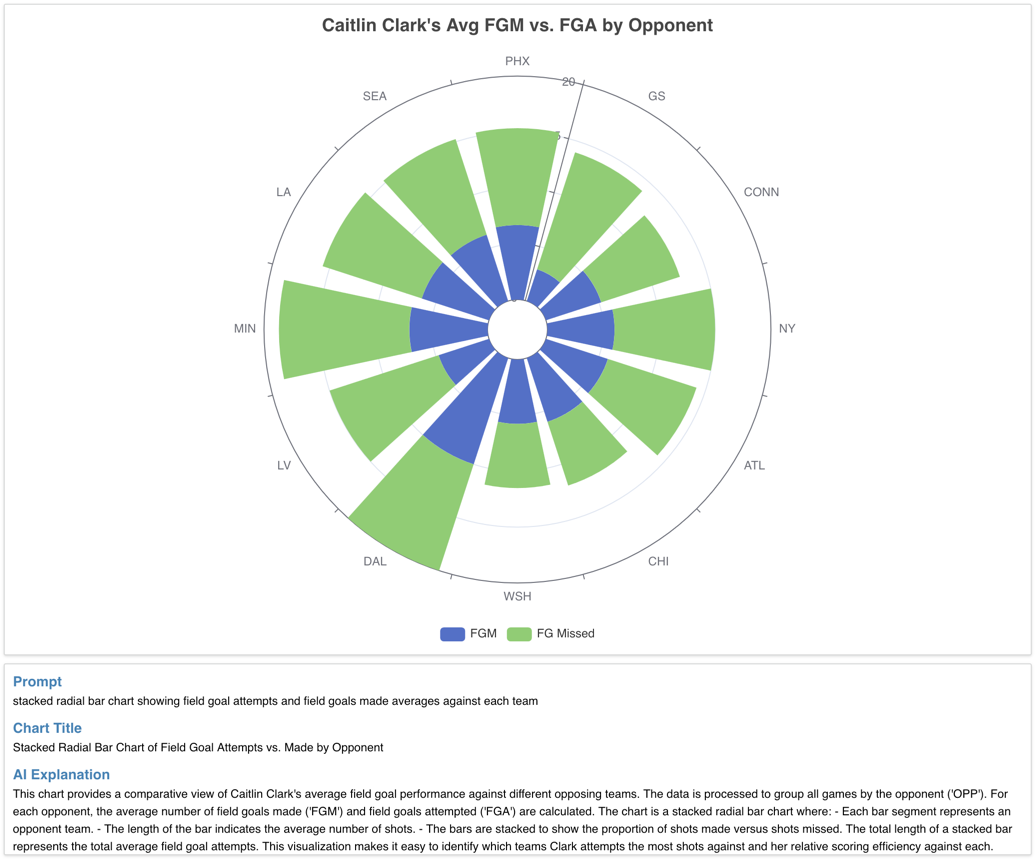 Caitlin Clark's Avg FGM vs. FGA by Opponent
PHX
20
SEA
GS
5
LA
CONN
MIN
NY
LV
ATL
DAL
CHI
WSH
FGM
FG Missed
Prompt
stacked radial bar chart showing field goal attempts and field goals made averages against each team
Chart Title
Stacked Radial Bar Chart of Field Goal Attempts vs. Made by Opponent
AI Explanation
This chart provides a comparative view of Caitlin Clark's average field goal performance against different opposing teams. The data is processed to group all games by the opponent ('OPP'). For
each opponent, the average number of field goals made ('FGM') and field goals attempted ('FGA') are calculated. The chart is a stacked radial bar chart where: - Each bar segment represents an
opponent team. - The length of the bar indicates the average number of shots. - The bars are stacked to show the proportion of shots made versus shots missed. The total length of a stacked bar
represents the total average field goal attempts. This visualization makes it easy to identify which teams Clark attempts the most shots against and her relative scoring efficiency against each.